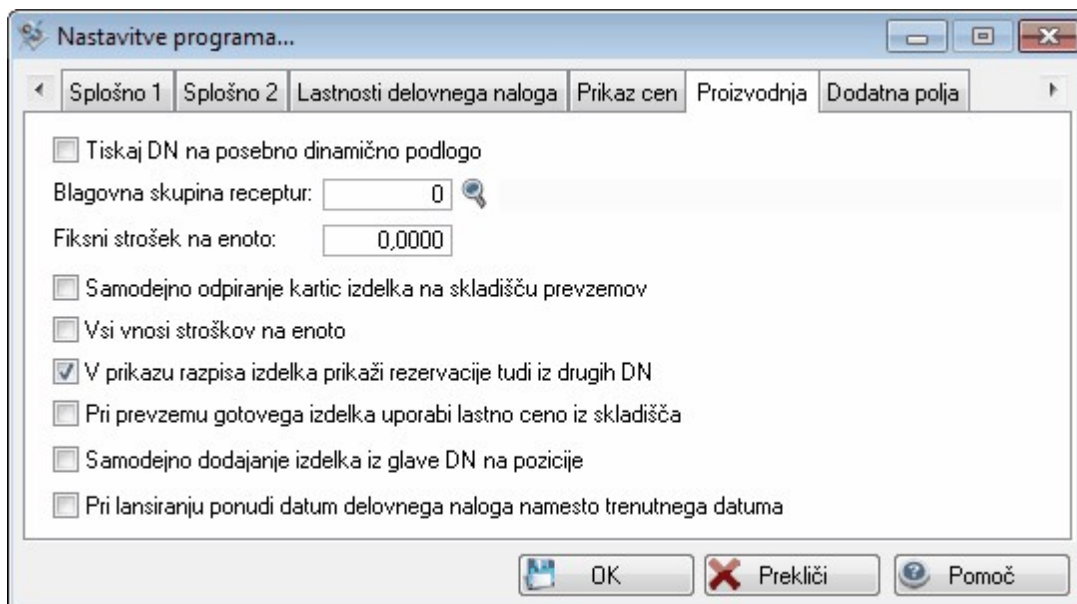 Nastavitve programa...
Splošno 1 Splošno 2 Lastnosti delovnega naloga Prikaz cen Proizvodnja Dodatna polja
Tiskaj DN na posebno dinamično podlogo
Blagovna skupina receptur: 0
Fiksni strošek na enoto: 0,0000
Samodejno odpiranje kartic izdelka na skladišču prevzemov
Vsi vnosi stroškov na enoto
V prikazu razpisa izdelka prikaži rezervacije tudi iz drugih DN
Pri prevzemu gotovega izdelka uporabi lastno ceno iz skladišča
Samodejno dodajanje izdelka iz glave DN na pozicije
Pri lansiranju ponudi datum delovnega naloga namesto trenutnega datuma
OK Prekliči Pomoč